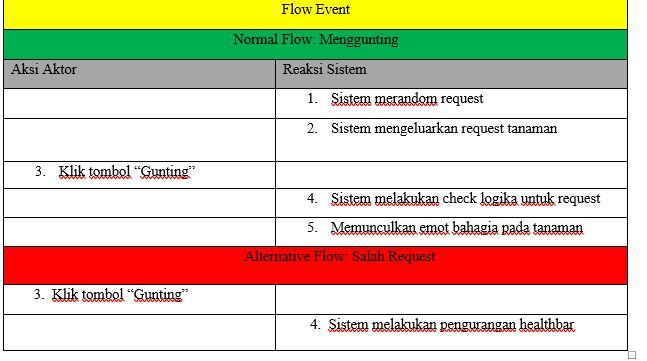 Flow Event
Normal Flow: Menggunting
Aksi Aktor
Reaksi Sistem
1. Sistem merandom request
2. Sistem mengeluarkan request tanaman
3. Klik tombol “Gunting”
4. Sistem melakukan check logika untuk request
5. Memunculkan emot bahagia pada tanaman
Alternative Flow: Salah Request
3. Klik tombol “Gunting”
4. Sistem melakukan pengurangan healthbar